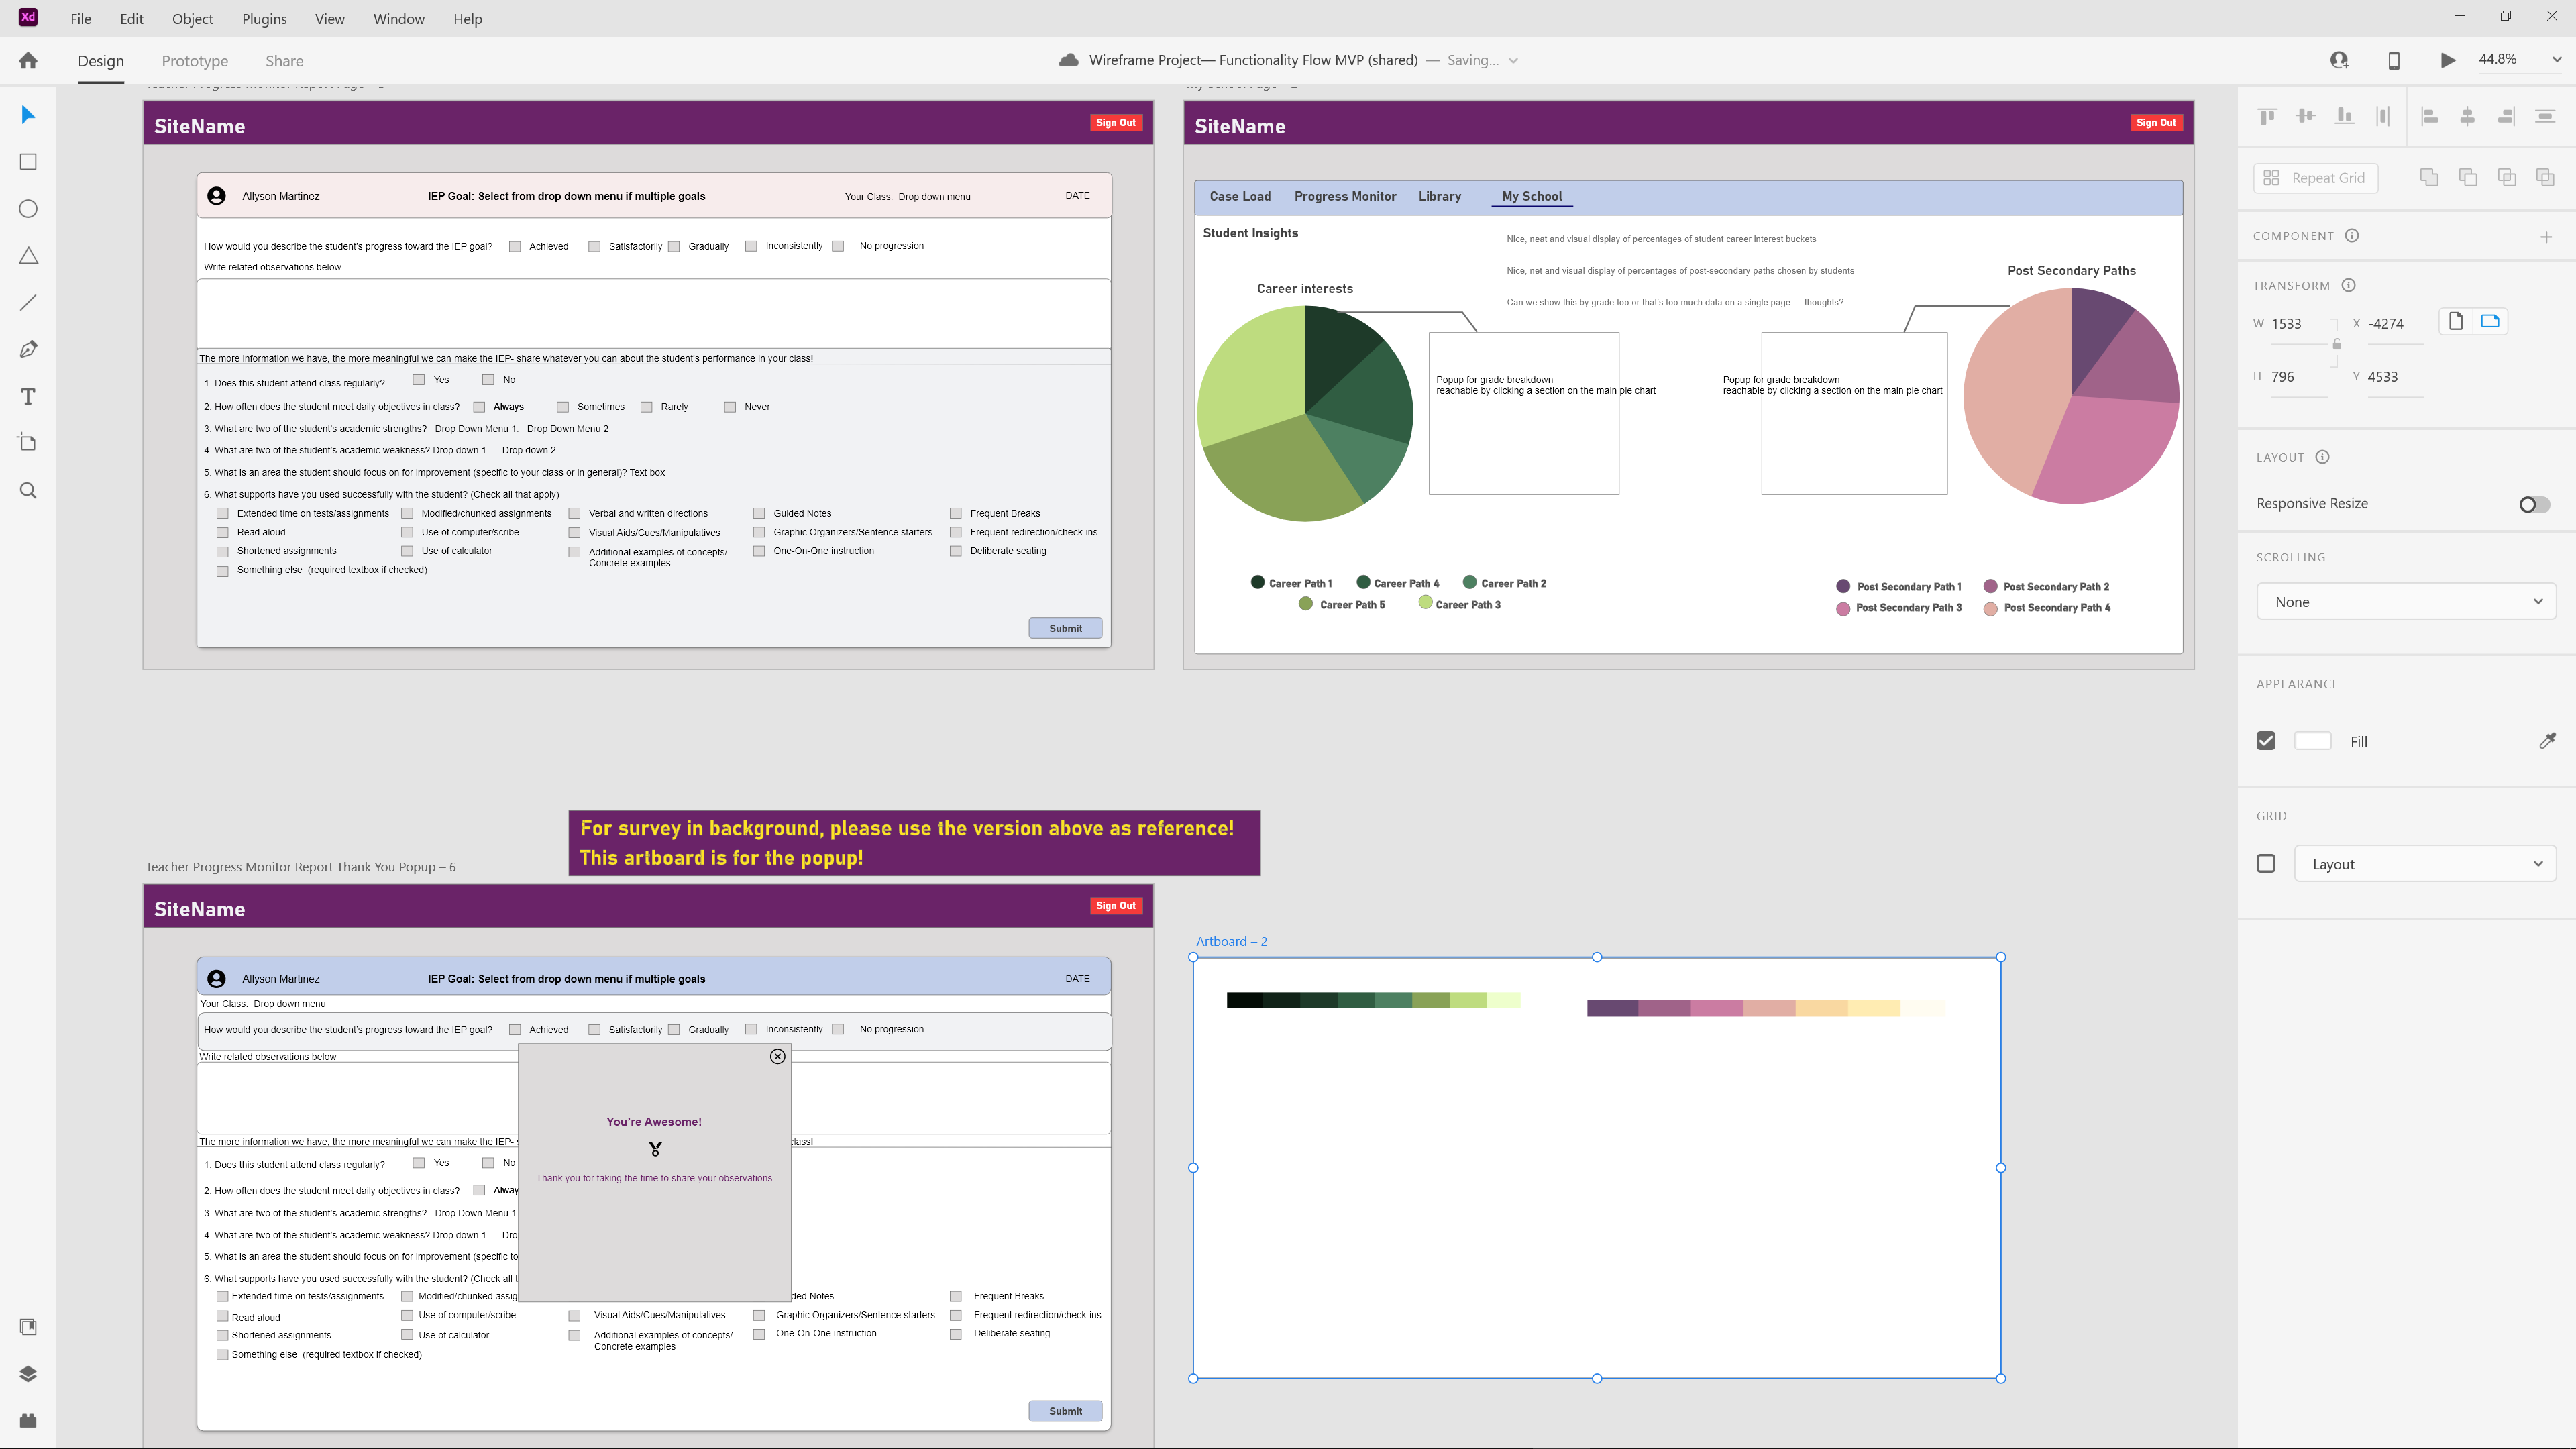 Xd File Edit Object Plugins View Window Help
Design Prototype Share
Wireframe Project— Functionality Flow MVP (shared) — Saving...
44.8%
SiteName
Sign Out
Allyson Martinez
IEP Goal: Select from drop down menu if multiple goals
Your Class: Drop down menu
DATE
How would you describe the student's progress toward the IEP goal? Achieved Satisfactorily Gradually Inconsistently No progression
Write related observations below
The more information we have, the more meaningful we can make the IEP- share whatever you can about the student's performance in your class!
1. Does this student attend class regularly? Yes No
2. How often does the student meet daily objectives in class? Always Sometimes Rarely Never
3. What are two of the student's academic strengths? Drop Down Menu 1. Drop Down Menu 2
4. What are two of the student's academic weakness? Drop down 1 Drop down 2
5. What is an area the student should focus on for improvement (specific to your class or in general)? Text box
6. What supports have you used successfully with the student? (Check all that apply)
Extended time on tests/assignments Modified/chunked assignments Verbal and written directions Guided Notes Frequent Breaks
Read aloud Use of computer/scribe Visual Aids/Cues/Manipulatives Graphic Organizers/Sentence starters Frequent redirection/check-ins
Shortened assignments Use of calculator Additional examples of concepts/ One-On-One instruction Deliberate seating
Concrete examples
Something else (required textbox if checked)
Submit
SiteName
Sign Out
Case Load Progress Monitor Library My School
Student Insights
Nice, neat and visual display of percentages of student career interest buckets
Nice, net and visual display of percentages of post-secondary paths chosen by students
Can we show this by grade too or that's too much data on a single page — thoughts?
Career interests
Post Secondary Paths
Popup for grade breakdown
reachable by clicking a section on the main pie chart
Popup for grade breakdown
reachable by clicking a section on the main pie chart
Career Path 1 Career Path 4 Career Path 2
Career Path 5 Career Path 3
Post Secondary Path 1 Post Secondary Path 2
Post Secondary Path 3 Post Secondary Path 4
For survey in background, please use the version above as reference!
This artboard is for the popup!
Teacher Progress Monitor Report Thank You Popup –
SiteName
Sign Out
Allyson Martinez
IEP Goal: Select from drop down menu if multiple goals
DATE
Your Class: Drop down menu
How would you describe the student's progress toward the IEP goal? Achieved Satisfactorily Gradually Inconsistently No progression
Write related observations below
The more information we have, the more meaningful we can make the IEP-
class!
1. Does this student attend class regularly? Yes No
2. How often does the student meet daily objectives in class? Alway
3. What are two of the student's academic strengths? Drop Down Menu 1.
4. What are two of the student's academic weakness? Drop down 1 Dro
5. What is an area the student should focus on for improvement (specific to
6. What supports have you used successfully with the student? (Check all t
Extended time on tests/assignments Modified/chunked assig ded Notes Frequent Breaks
Read aloud Use of computer/scribe Visual Aids/Cues/Manipulatives Graphic Organizers/Sentence starters Frequent redirection/check-ins
Shortened assignments Use of calculator Additional examples of concepts/ One-On-One instruction Deliberate seating
Concrete examples
Something else (required textbox if checked)
Submit
You're Awesome!
Thank you for taking the time to share your observations
Artboard – 2
Repeat Grid
COMPONENT
TRANSFORM
W 1533 X -4274
H 796 Y 4533
LAYOUT
Responsive Resize
SCROLLING
None
APPEARANCE
Fill
GRID
Layout